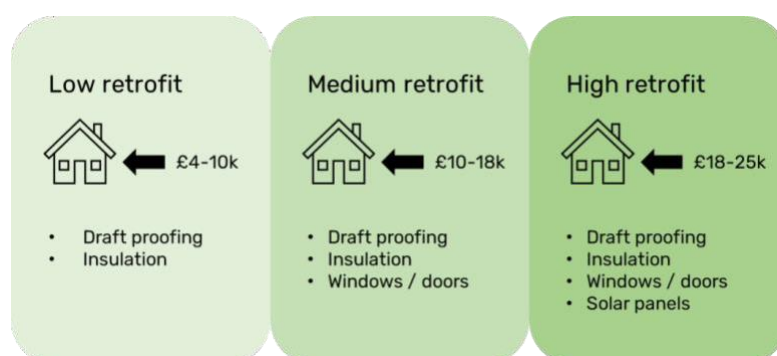 Low retrofit
£4-10k
• Draft proofing
• Insulation
Medium retrofit
£10-18k
• Draft proofing
• Insulation
• Windows / doors
High retrofit
£18-25k
• Draft proofing
• Insulation
• Windows / doors
• Solar panels